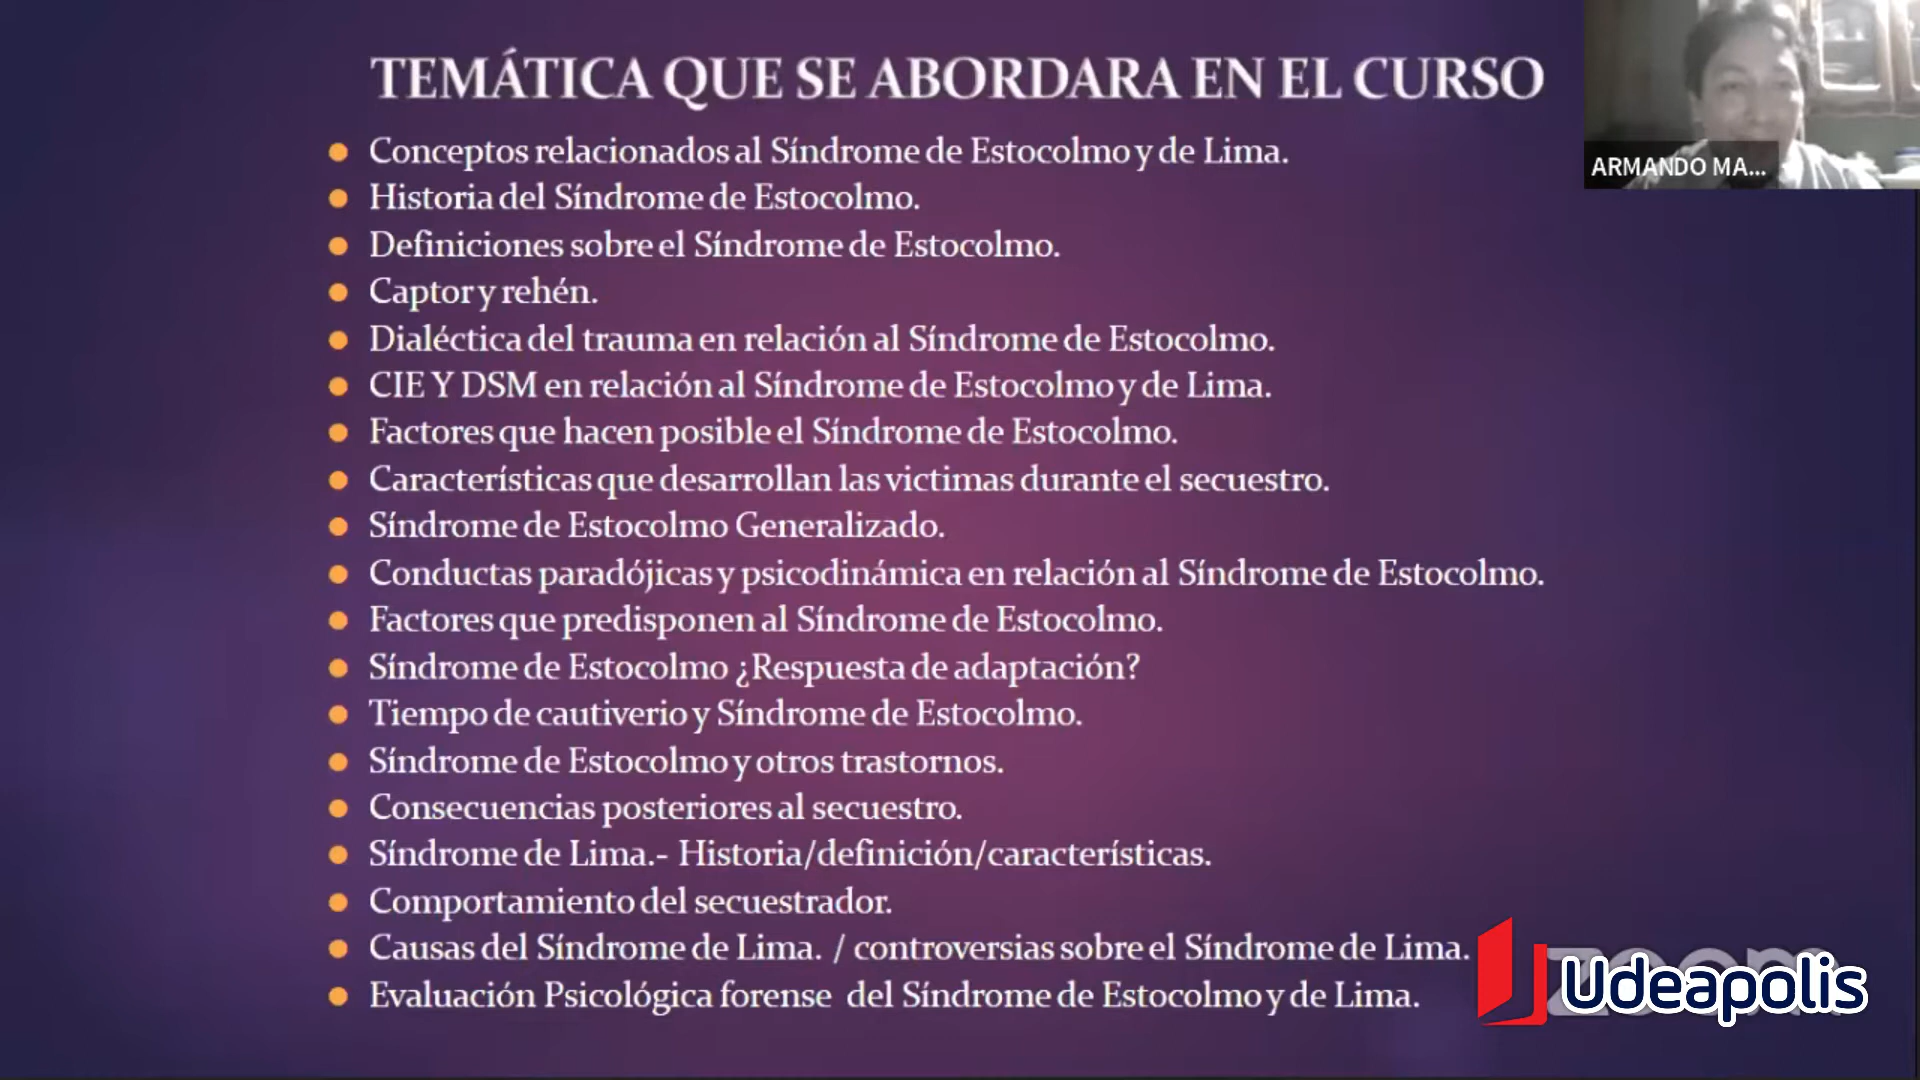 TEMÁTICA QUE SE ABORDARA EN EL CURSO
ARMANDO MA...
Conceptos relacionados al Síndrome de Estocolmo y de Lima.
Historia del Síndrome de Estocolmo.
Definiciones sobre el Síndrome de Estocolmo.
Captor y rehén.
Dialéctica del trauma en relación al Síndrome de Estocolmo.
CIE Y DSM en relación al Síndrome de Estocolmo y de Lima.
Factores que hacen posible el Síndrome de Estocolmo.
Características que desarrollan las victimas durante el secuestro.
Síndrome de Estocolmo Generalizado.
Conductas paradójicas y psicodinámica en relación al Síndrome de Estocolmo.
Factores que predisponen al Síndrome de Estocolmo.
Síndrome de Estocolmo ¿Respuesta de adaptación?
Tiempo de cautiverio y Síndrome de Estocolmo.
Síndrome de Estocolmo y otros trastornos.
Consecuencias posteriores al secuestro.
Síndrome de Lima.- Historia/definición/características.
Comportamiento del secuestrador.
Causas del Síndrome de Lima. / controversias sobre el Síndrome de Lima.
Evaluación Psicológica forense del Síndrome de Estocolmo y de Lima.
zoom
Udeapolis